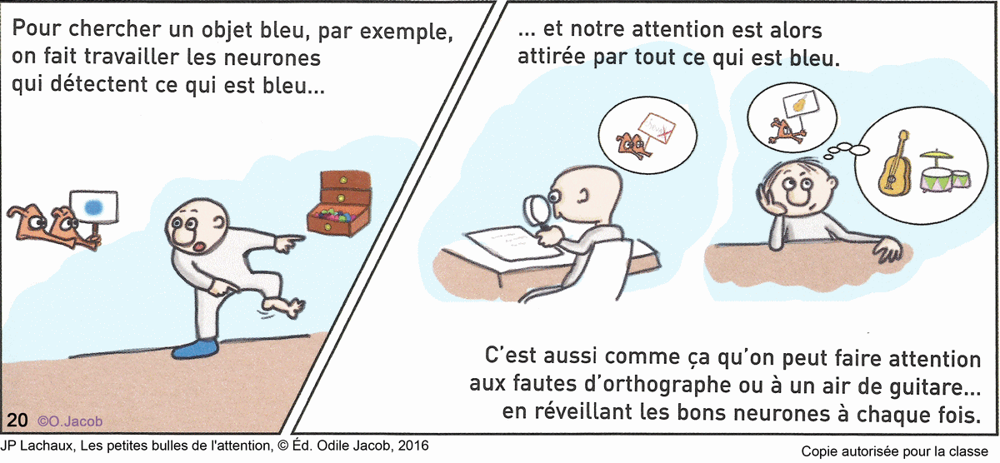 Pour chercher un objet bleu, par exemple,
on fait travailler les neurones
qui détectent ce qui est bleu...
... et notre attention est alors
attirée par tout ce qui est bleu.
C'est aussi comme ça qu'on peut faire attention
aux fautes d'orthographe ou à un air de guitare...
en réveillant les bons neurones à chaque fois.
20 ©O.Jacob
JP Lachaux, Les petites bulles de l'attention, © Éd. Odile Jacob, 2016
Copie autorisée pour la classe